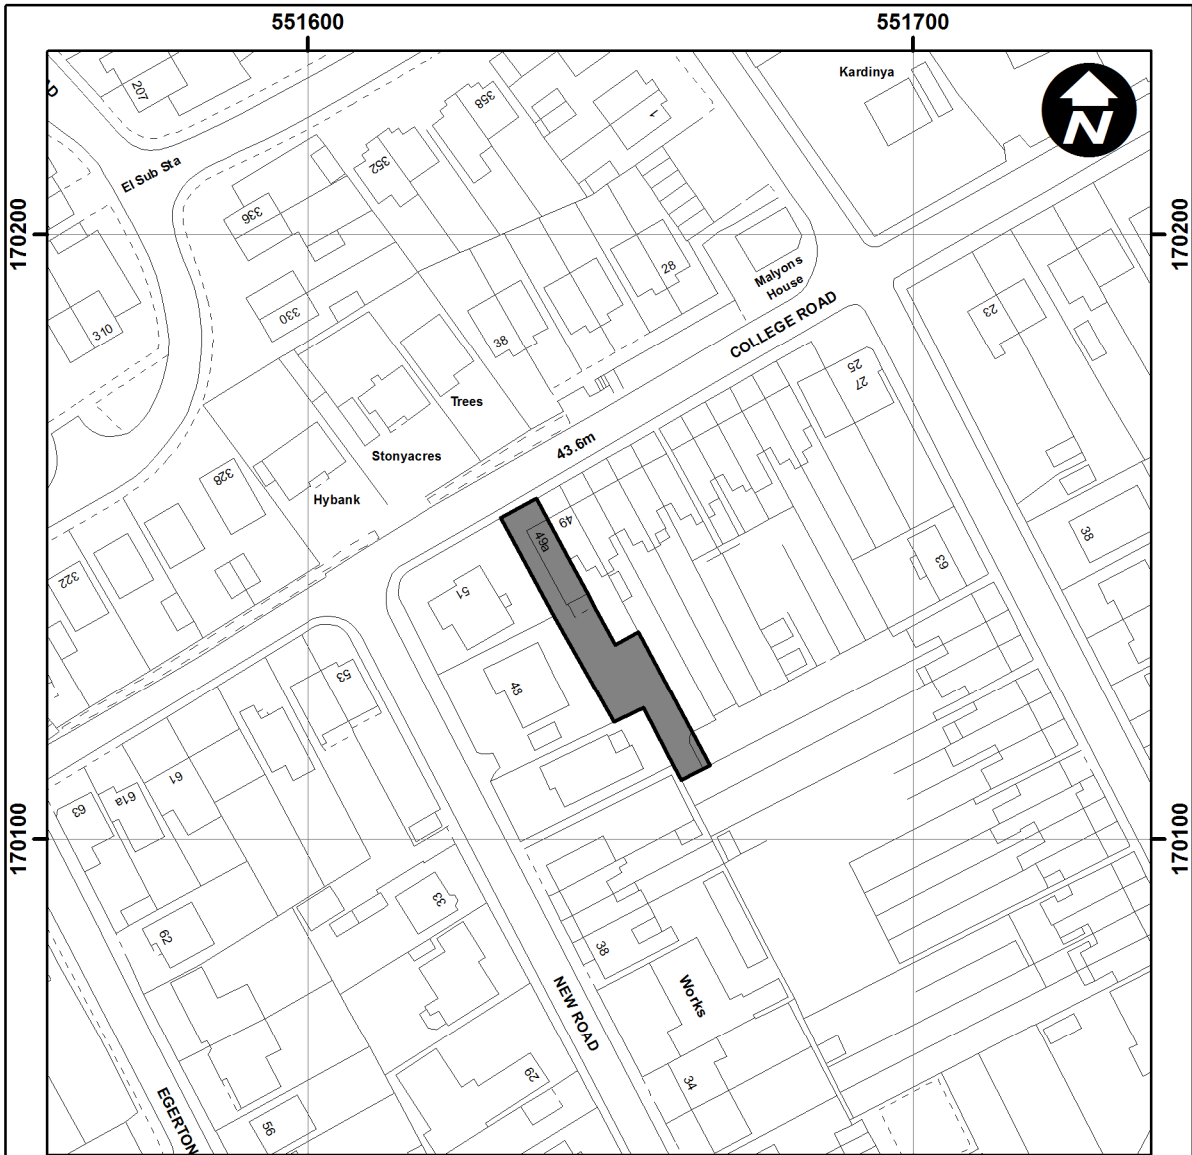 551600
551700
Kardinya
207
358
1
N
352
El Sub Sta
336
170200
170200
28
Malyons
House
310
330
38
COLLEGE ROAD
23
25
27
Trees
43.6m
Stonyacres
328
Hybank
49
49a
38
322
51
63
53
48
61
61a
63
170100
170100
33
62
38
NEW ROAD
Works
29
34
EGERTON
56